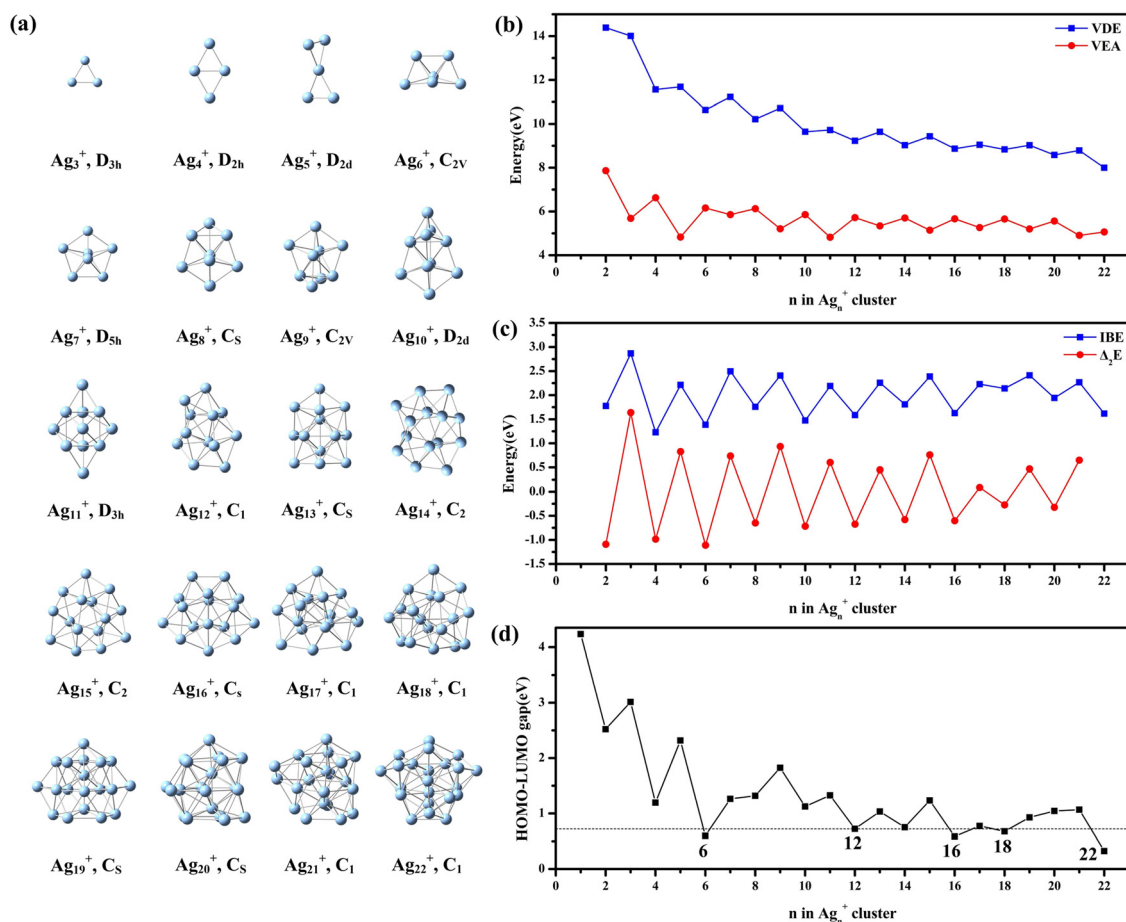 (a)
Ag₃⁺, D₃ₕ Ag₄⁺, D₂ₕ Ag₅⁺, D₂d Ag₆⁺, C₂V
Ag₇⁺, D₅ₕ Ag₈⁺, CS Ag₉⁺, C₂V Ag₁₀⁺, D₂d
Ag₁₁⁺, D₃ₕ Ag₁₂⁺, C₁ Ag₁₃⁺, CS Ag₁₄⁺, C₂
Ag₁₅⁺, C₂ Ag₁₆⁺, Cₛ Ag₁₇⁺, C₁ Ag₁₈⁺, C₁
Ag₁₉⁺, CS Ag₂₀⁺, CS Ag₂₁⁺, C₁ Ag₂₂⁺, C₁
(b)
VDE
VEA
Energy(eV)
14
12
10
8
6
4
0 2 4 6 8 10 12 14 16 18 20 22
n in Agₙ⁺ cluster
(c)
IBE
Δ₂E
Energy(eV)
3.5
3.0
2.5
2.0
1.5
1.0
0.5
0.0
-0.5
-1.0
-1.5
0 2 4 6 8 10 12 14 16 18 20 22
n in Agₙ⁺ cluster
(d)
HOMO-LUMO gap(eV)
4
3
2
1
0
6 12 16 18 22
0 2 4 6 8 10 12 14 16 18 20 22
n in Agₙ⁺ cluster